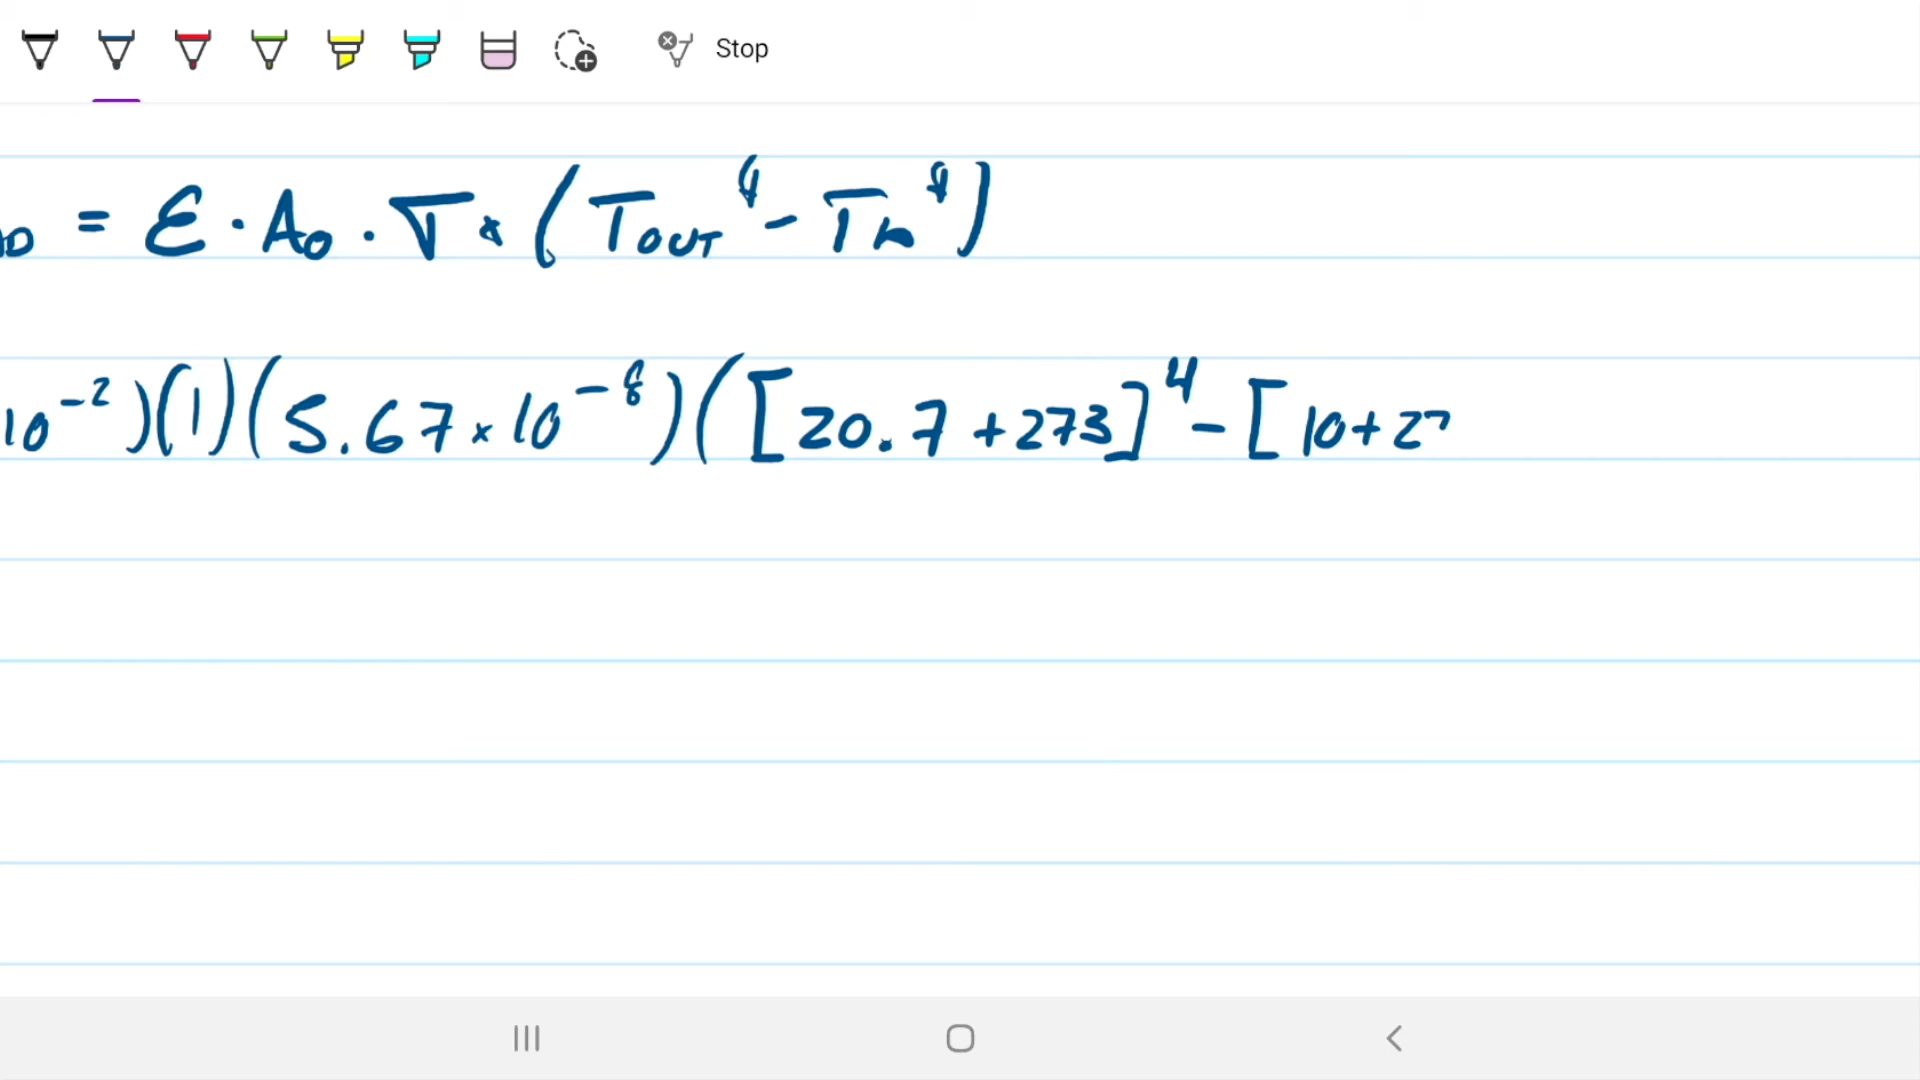 Stop
= ε · A₀ · σ × (T_OUT⁴ - T_in⁴)
10⁻²)(1)(5.67×10⁻⁸)([20.7+273]⁴ - [10+27